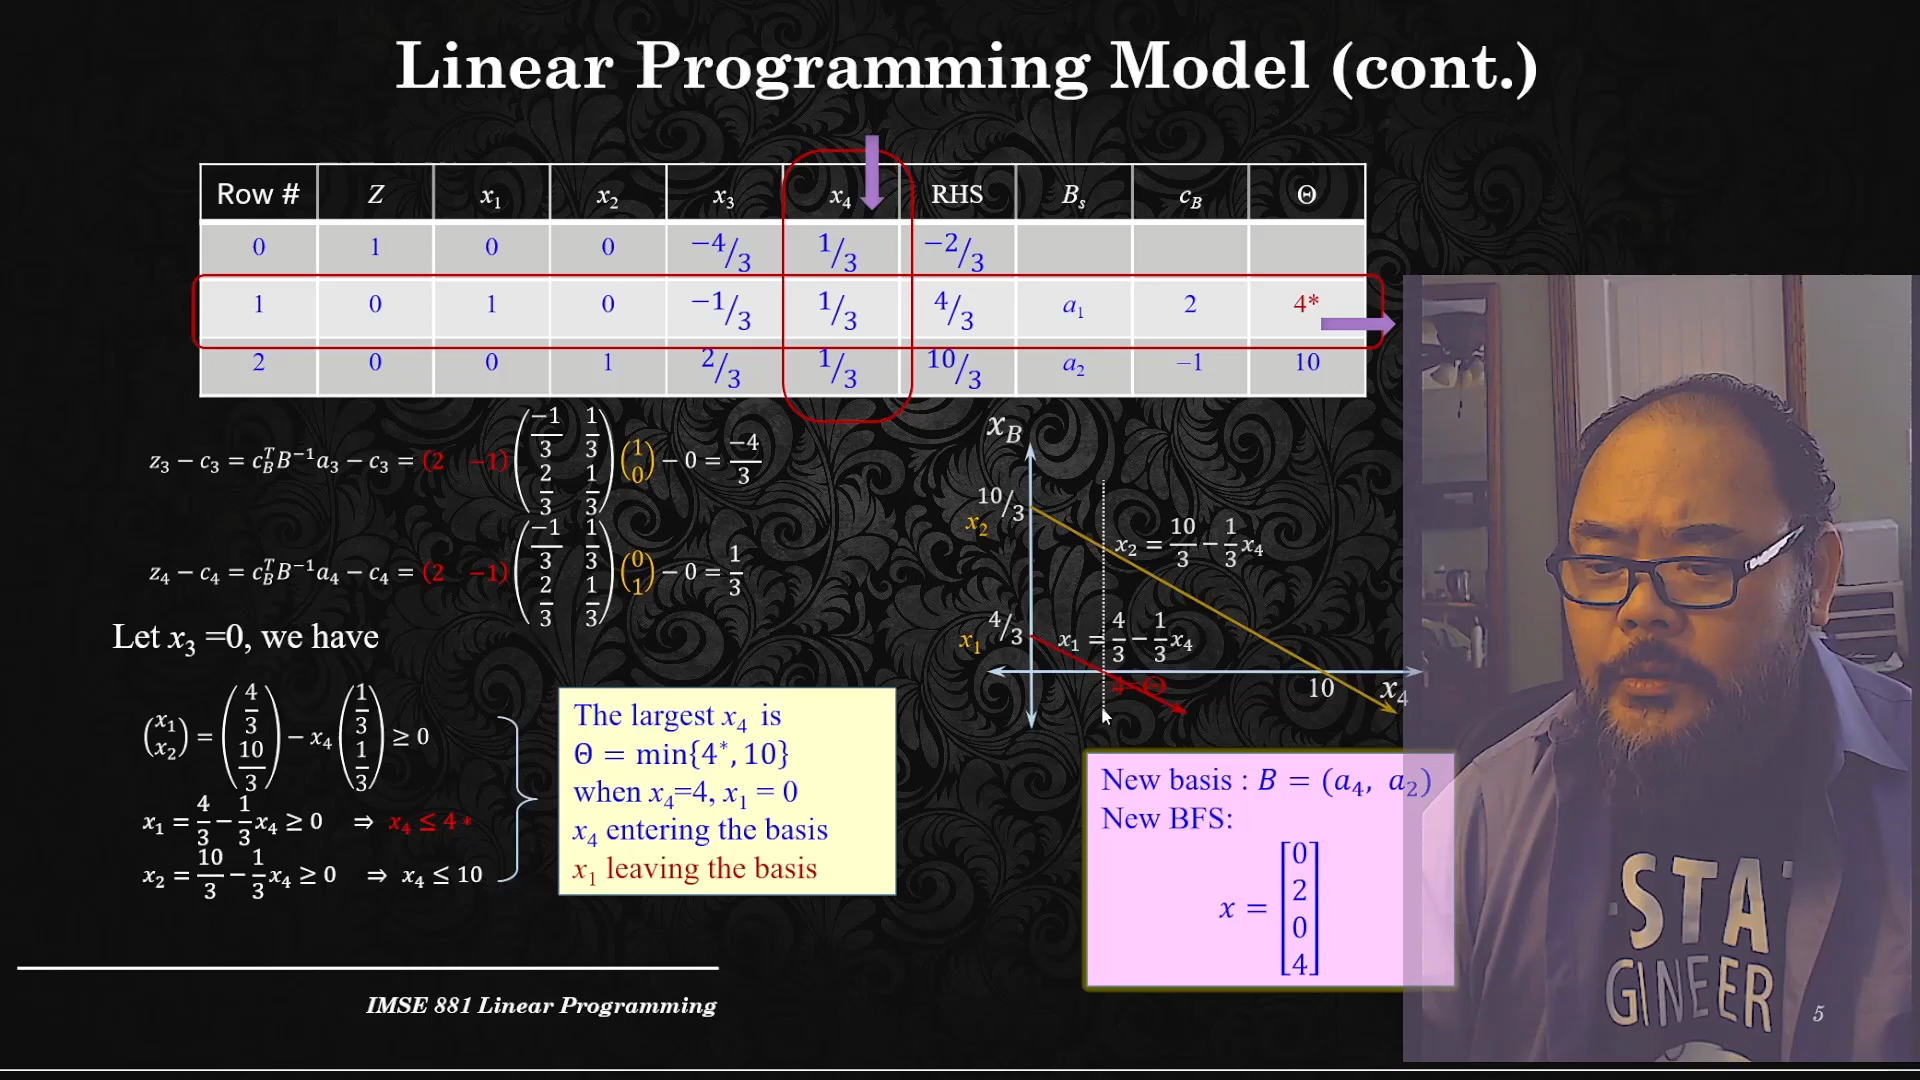 Linear Programming Model (cont.)
Row # Z x₁ x₂ x₃ x₄ RHS Bₛ c_B Θ
0 1 0 0 −4/3 1/3 −2/3
1 0 1 0 −1/3 1/3 4/3 a₁ 2 4*
2 0 0 1 2/3 1/3 10/3 a₂ −1 10
z₃ − c₃ = c_B^T B⁻¹a₃ − c₃ = (2 −1) (−1/3 1/3; 2/3 1/3) (1; 0) − 0 = −4/3
z₄ − c₄ = c_B^T B⁻¹a₄ − c₄ = (2 −1) (−1/3 1/3; 2/3 1/3) (0; 1) − 0 = 1/3
Let x₃ =0, we have
(x₁; x₂) = (4/3; 10/3) − x₄ (1/3; 1/3) ≥ 0
x₁ = 4/3 − 1/3 x₄ ≥ 0 ⇒ x₄ ≤ 4 *
x₂ = 10/3 − 1/3 x₄ ≥ 0 ⇒ x₄ ≤ 10
The largest x₄ is
Θ = min{4*, 10}
when x₄=4, x₁ = 0
x₄ entering the basis
x₁ leaving the basis
x_B
10/3
x₂
x₂ = 10/3 − 1/3 x₄
4/3
x₁
x₁ = 4/3 − 1/3 x₄
4=Θ
10
x₄
New basis : B = (a₄, a₂)
New BFS:
x = [0; 2; 0; 4]
IMSE 881 Linear Programming
5
STA
GINEER